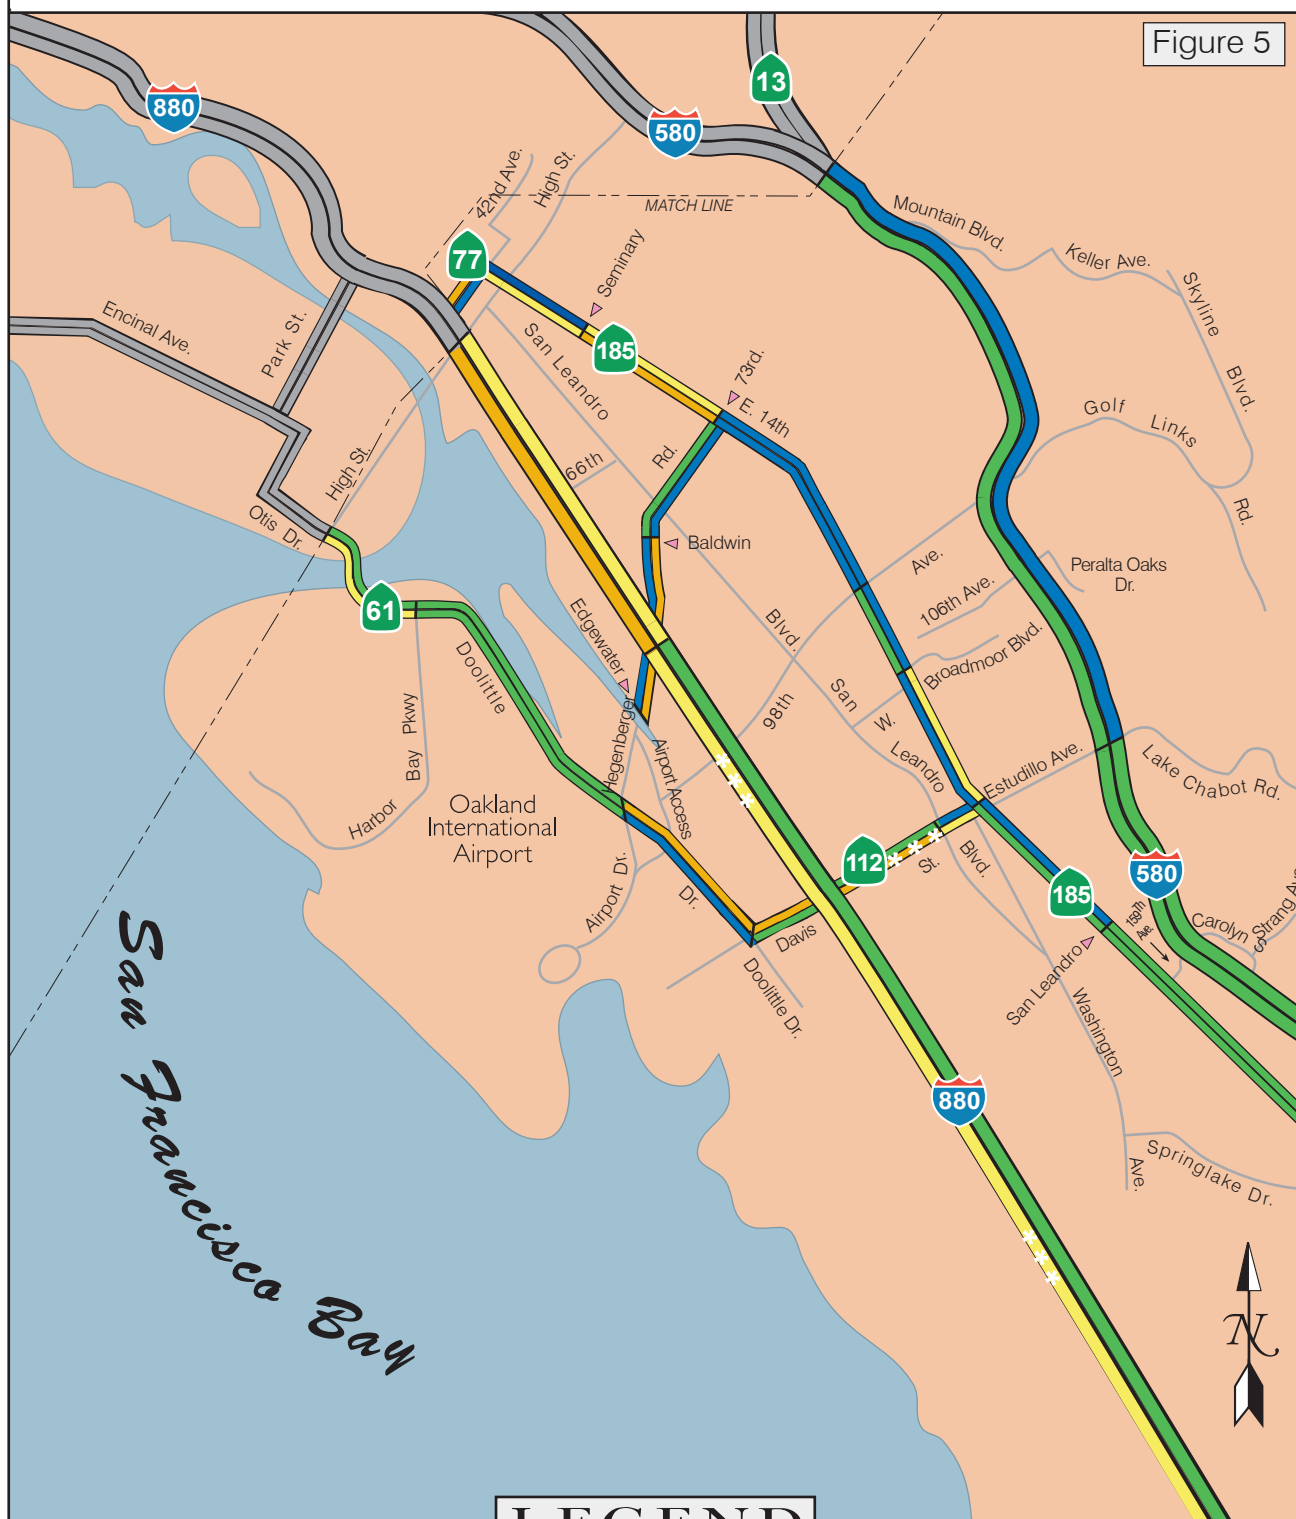 Figure 5
13
880
580
42nd Ave.
High St.
MATCH LINE
Mountain Blvd.
Keller Ave.
Skyline
Blvd.
77
Seminary
Encinal Ave.
Park St.
San Leandro
185
73rd.
E. 14th
Golf Links
Rd.
High St.
66th
Rd.
Otis Dr.
Baldwin
Ave.
Peralta Oaks
Dr.
106th Ave.
61
Edgewater
Blvd.
Broadmoor Blvd.
Doolittle
San
W.
Leandro
98th
Bay Pkwy
Hegenberger
Airport Access
Estudillo Ave.
Lake Chabot Rd.
Harbor
Oakland
International
Airport
112
St.
Blvd.
580
185
Airport Dr.
Dr.
Davis
159th
Ave.
Carolyn S
Strang Ave
San Leandro
Doolittle Dr.
Washington
Ave.
San Francisco Bay
880
Springlake Dr.
N
LEGEND